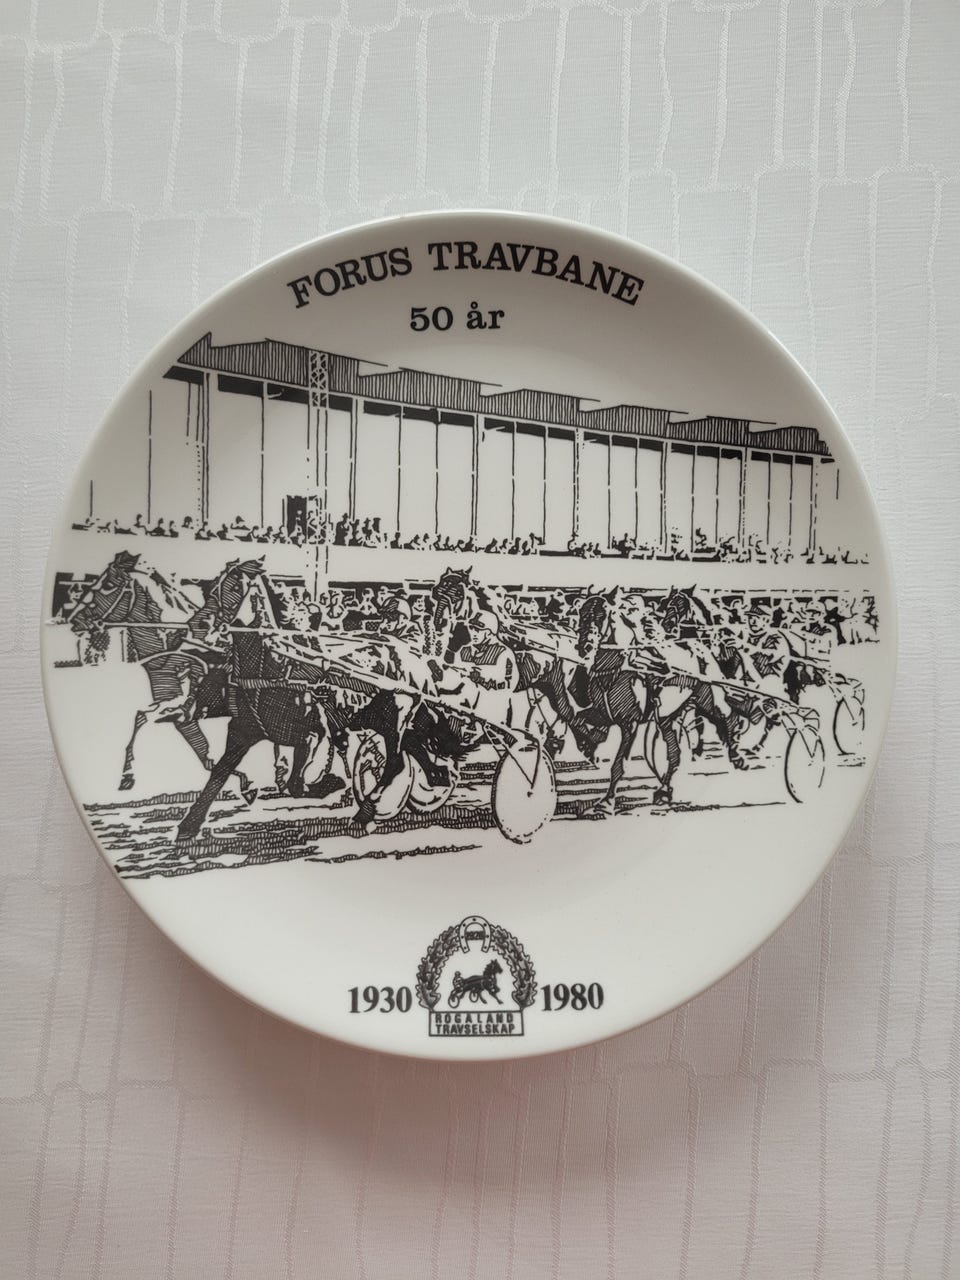 FORUS TRAVBANE
50 år
1930 1980
ROGALAND
TRAVSELSKAP